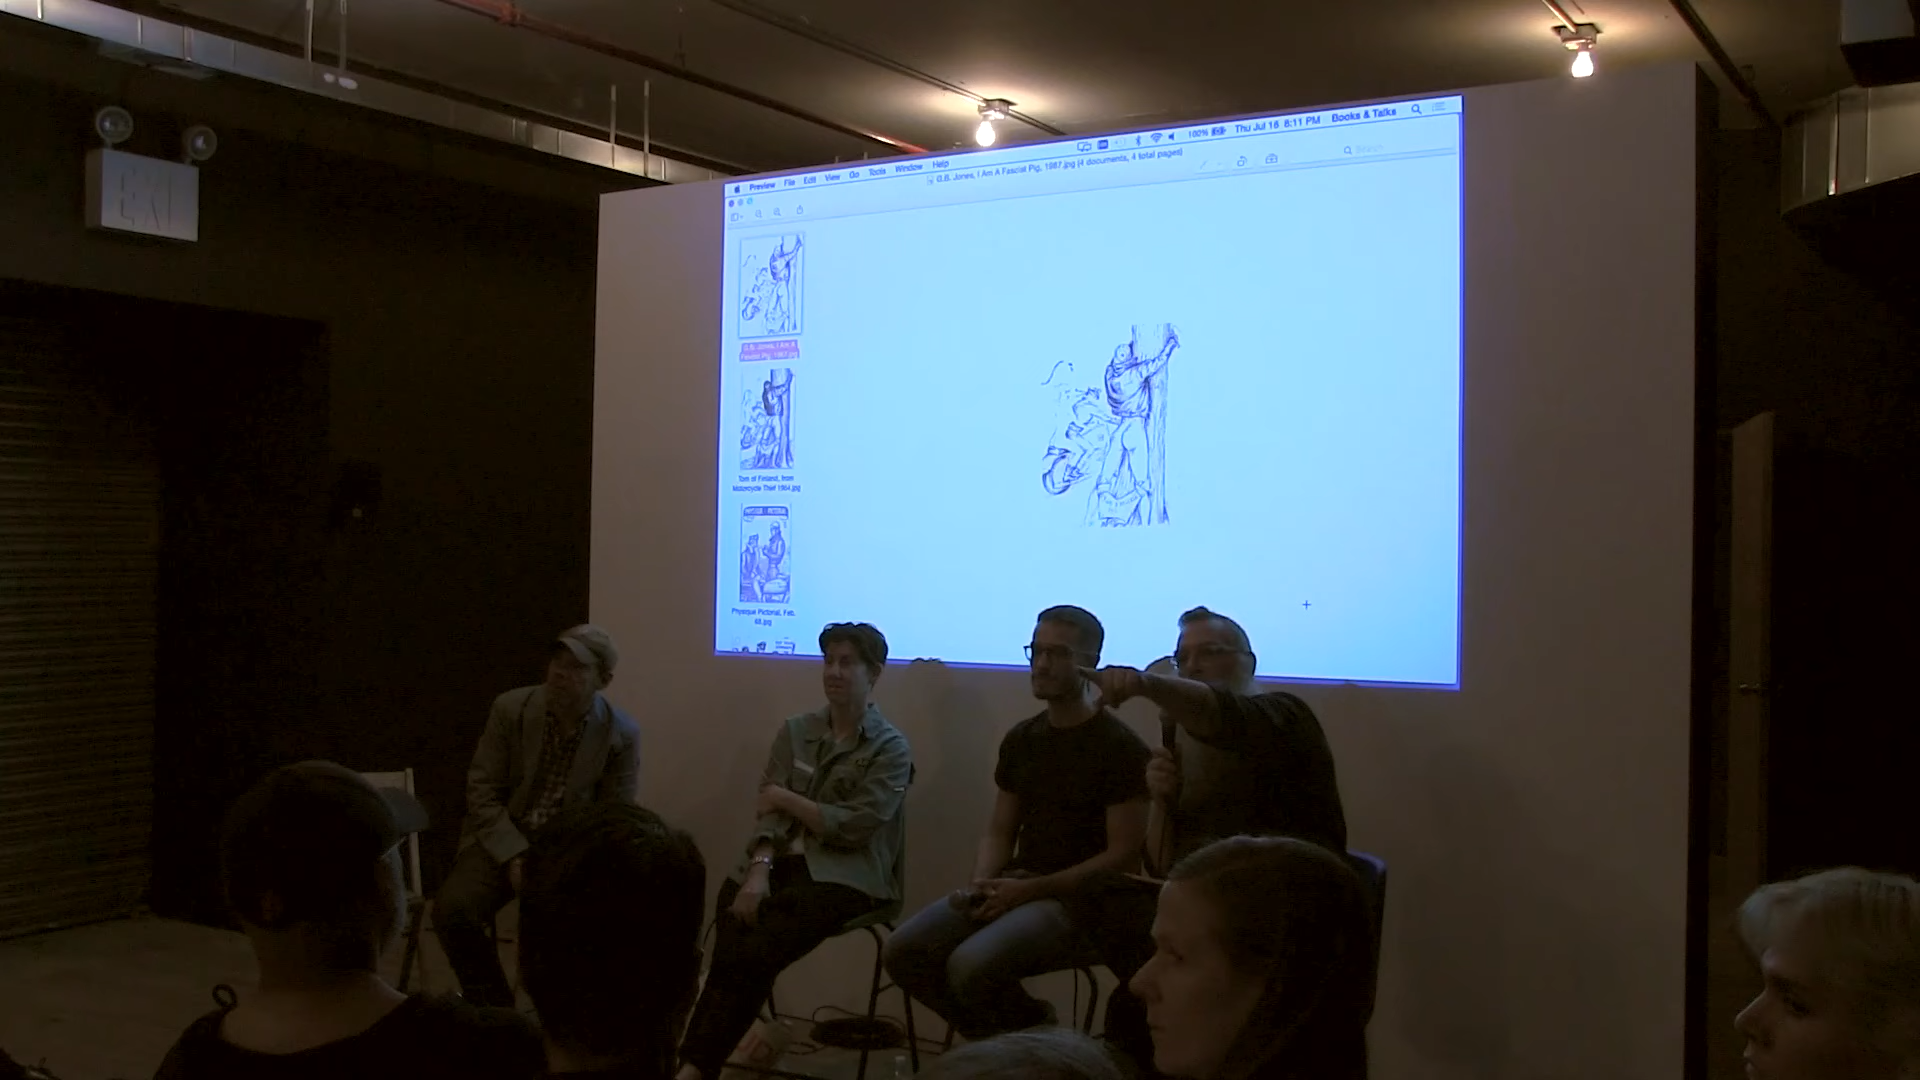 EXIT
Preview File Edit View Go Tools Window Help
100% Thu Jul 16 8:11 PM Books & Talks
G.B. Jones, I Am A Fascist Pig, 1987.jpg (4 documents, 4 total pages)
Search
G.B. Jones, I Am A
Fascist Pig, 1987.jpg
Tom of Finland, from
Motorcycle Thief 1964.jpg
PHYSIQUE PICTORIAL
Physique Pictorial, Feb.
68.jpg